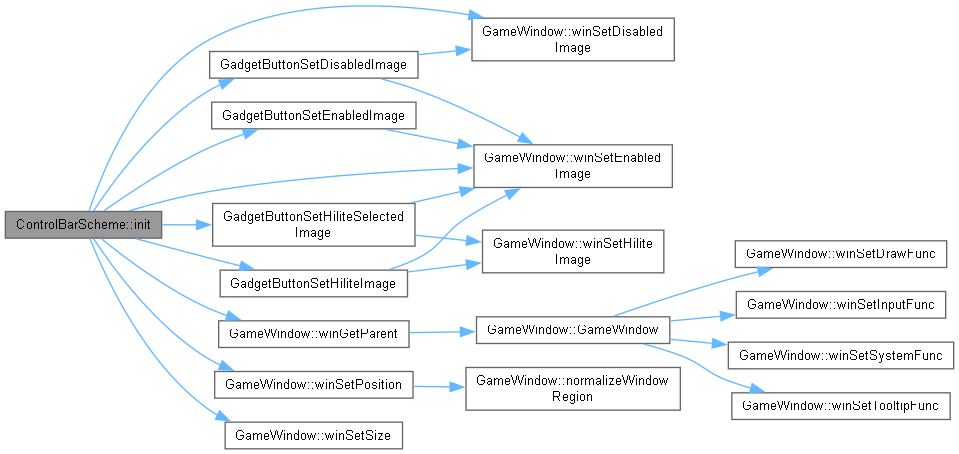 ControlBarScheme::init
GameWindow::winSetDisabled
Image
GadgetButtonSetDisabledImage
GadgetButtonSetEnabledImage
GameWindow::winSetEnabled
Image
GadgetButtonSetHiliteSelected
Image
GameWindow::winSetHilite
Image
GadgetButtonSetHiliteImage
GameWindow::winGetParent
GameWindow::GameWindow
GameWindow::winSetDrawFunc
GameWindow::winSetInputFunc
GameWindow::winSetSystemFunc
GameWindow::winSetTooltipFunc
GameWindow::winSetPosition
GameWindow::normalizeWindow
Region
GameWindow::winSetSize